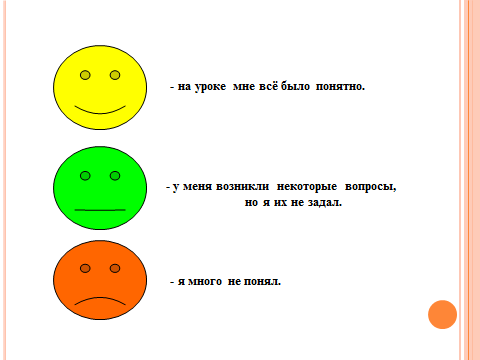 - на уроке мне всё было понятно.
- у меня возникли некоторые вопросы,
но я их не задал.
- я много не понял.